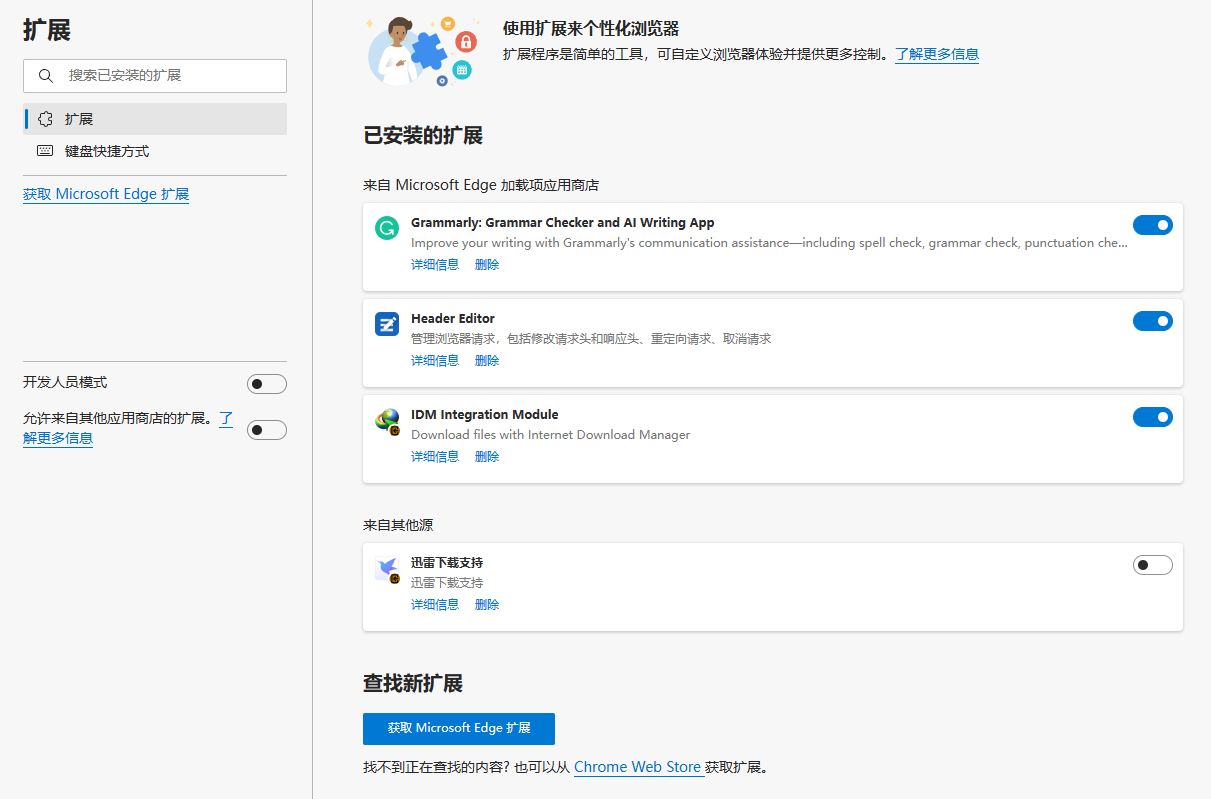 扩展
搜索已安装的扩展
扩展
键盘快捷方式
获取 Microsoft Edge 扩展
开发人员模式
允许来自其他应用商店的扩展。了
解更多信息
使用扩展来个性化浏览器
扩展程序是简单的工具，可自定义浏览器体验并提供更多控制。了解更多信息
已安装的扩展
来自 Microsoft Edge 加载项应用商店
Grammarly: Grammar Checker and AI Writing App
Improve your writing with Grammarly's communication assistance—including spell check, grammar check, punctuation che...
详细信息 删除
Header Editor
管理浏览器请求，包括修改请求头和响应头、重定向请求、取消请求
详细信息 删除
IDM Integration Module
Download files with Internet Download Manager
详细信息 删除
来自其他源
迅雷下载支持
迅雷下载支持
详细信息 删除
查找新扩展
获取 Microsoft Edge 扩展
找不到正在查找的内容? 也可以从 Chrome Web Store 获取扩展。